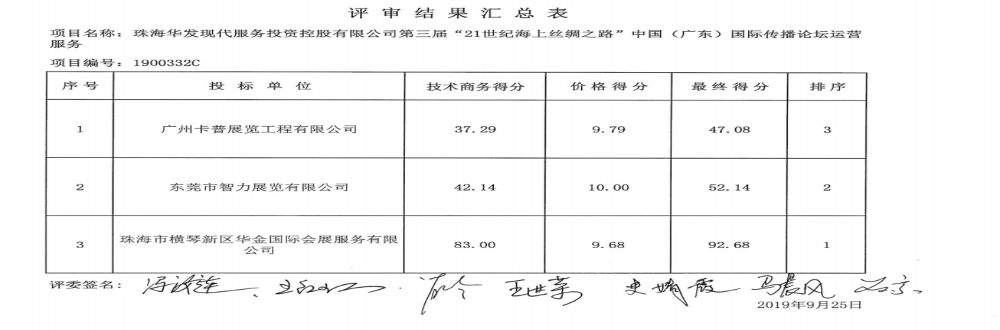 评审结果汇总表
项目名称：珠海华发现代服务投资控股有限公司第三届“21世纪海上丝绸之路”中国（广东）国际传播论坛运营
服务
项目编号：1900332C
序号 投标单位 技术商务得分 价格得分 最终得分 排序
1 广州卡普展览工程有限公司 37.29 9.79 47.08 3
2 东莞市智力展览有限公司 42.14 10.00 52.14 2
3 珠海市横琴新区华金国际会展服务有限
公司 83.00 9.68 92.68 1
评委签名： 王世荣 史婧霞 马晨风
2019年9月25日